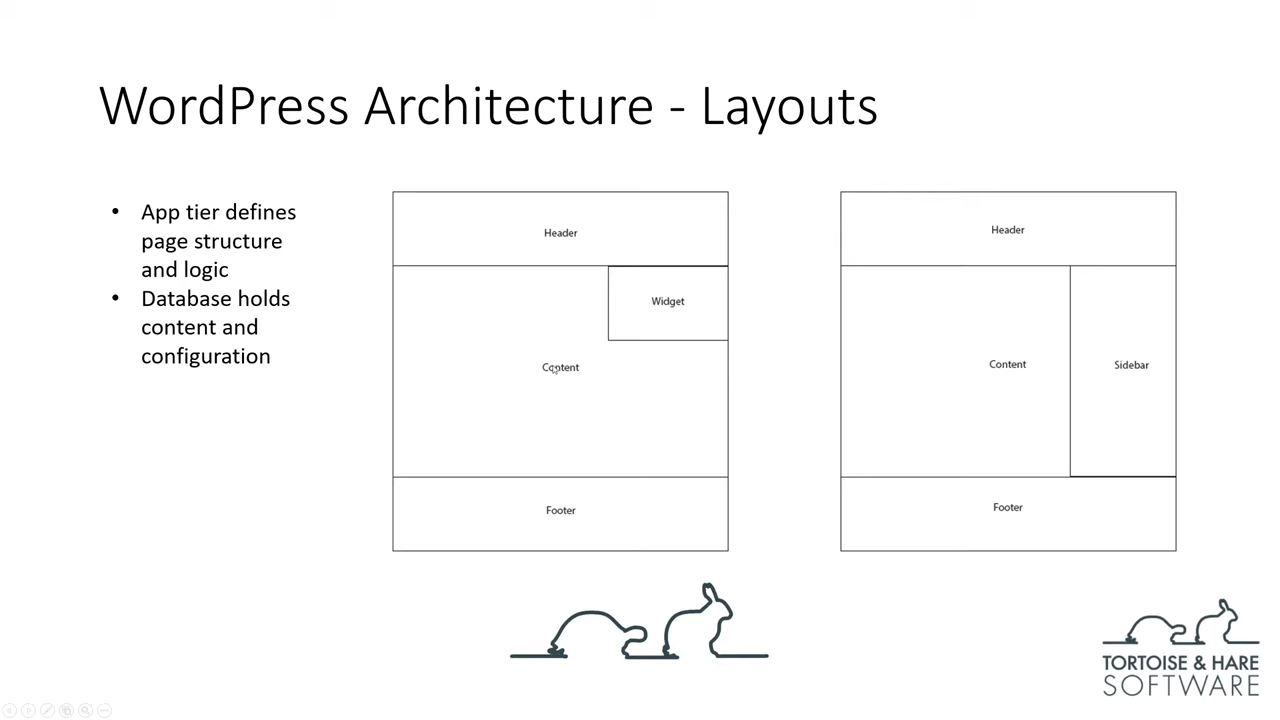 WordPress Architecture - Layouts
• App tier defines
page structure
and logic
• Database holds
content and
configuration
Header
Widget
Content
Footer
Header
Content
Sidebar
Footer
TORTOISE & HARE
SOFTWARE